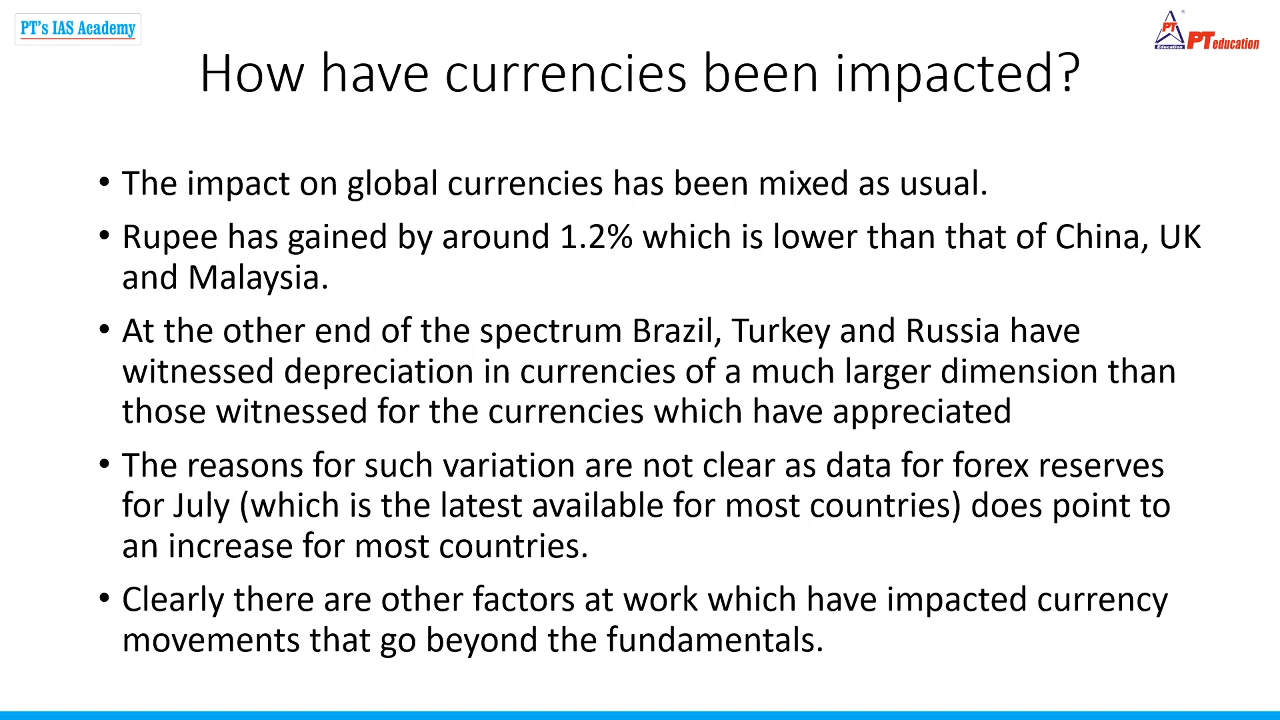 PT's IAS Academy
PT
Education
PT education
How have currencies been impacted?
• The impact on global currencies has been mixed as usual.
• Rupee has gained by around 1.2% which is lower than that of China, UK
and Malaysia.
• At the other end of the spectrum Brazil, Turkey and Russia have
witnessed depreciation in currencies of a much larger dimension than
those witnessed for the currencies which have appreciated
• The reasons for such variation are not clear as data for forex reserves
for July (which is the latest available for most countries) does point to
an increase for most countries.
• Clearly there are other factors at work which have impacted currency
movements that go beyond the fundamentals.